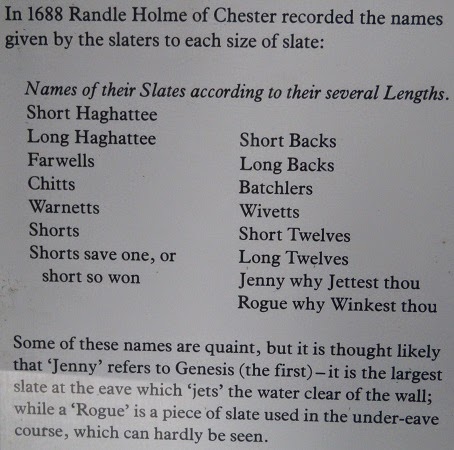 In 1688 Randle Holme of Chester recorded the names
given by the slaters to each size of slate:
Names of their Slates according to their several Lengths.
Short Haghattee
Long Haghattee
Farwells
Chitts
Warnetts
Shorts
Shorts save one, or
short so won
Short Backs
Long Backs
Batchlers
Wivetts
Short Twelves
Long Twelves
Jenny why Jettest thou
Rogue why Winkest thou
Some of these names are quaint, but it is thought likely
that ‘Jenny’ refers to Genesis (the first)–it is the largest
slate at the eave which ‘jets’ the water clear of the wall;
while a ‘Rogue’ is a piece of slate used in the under-eave
course, which can hardly be seen.